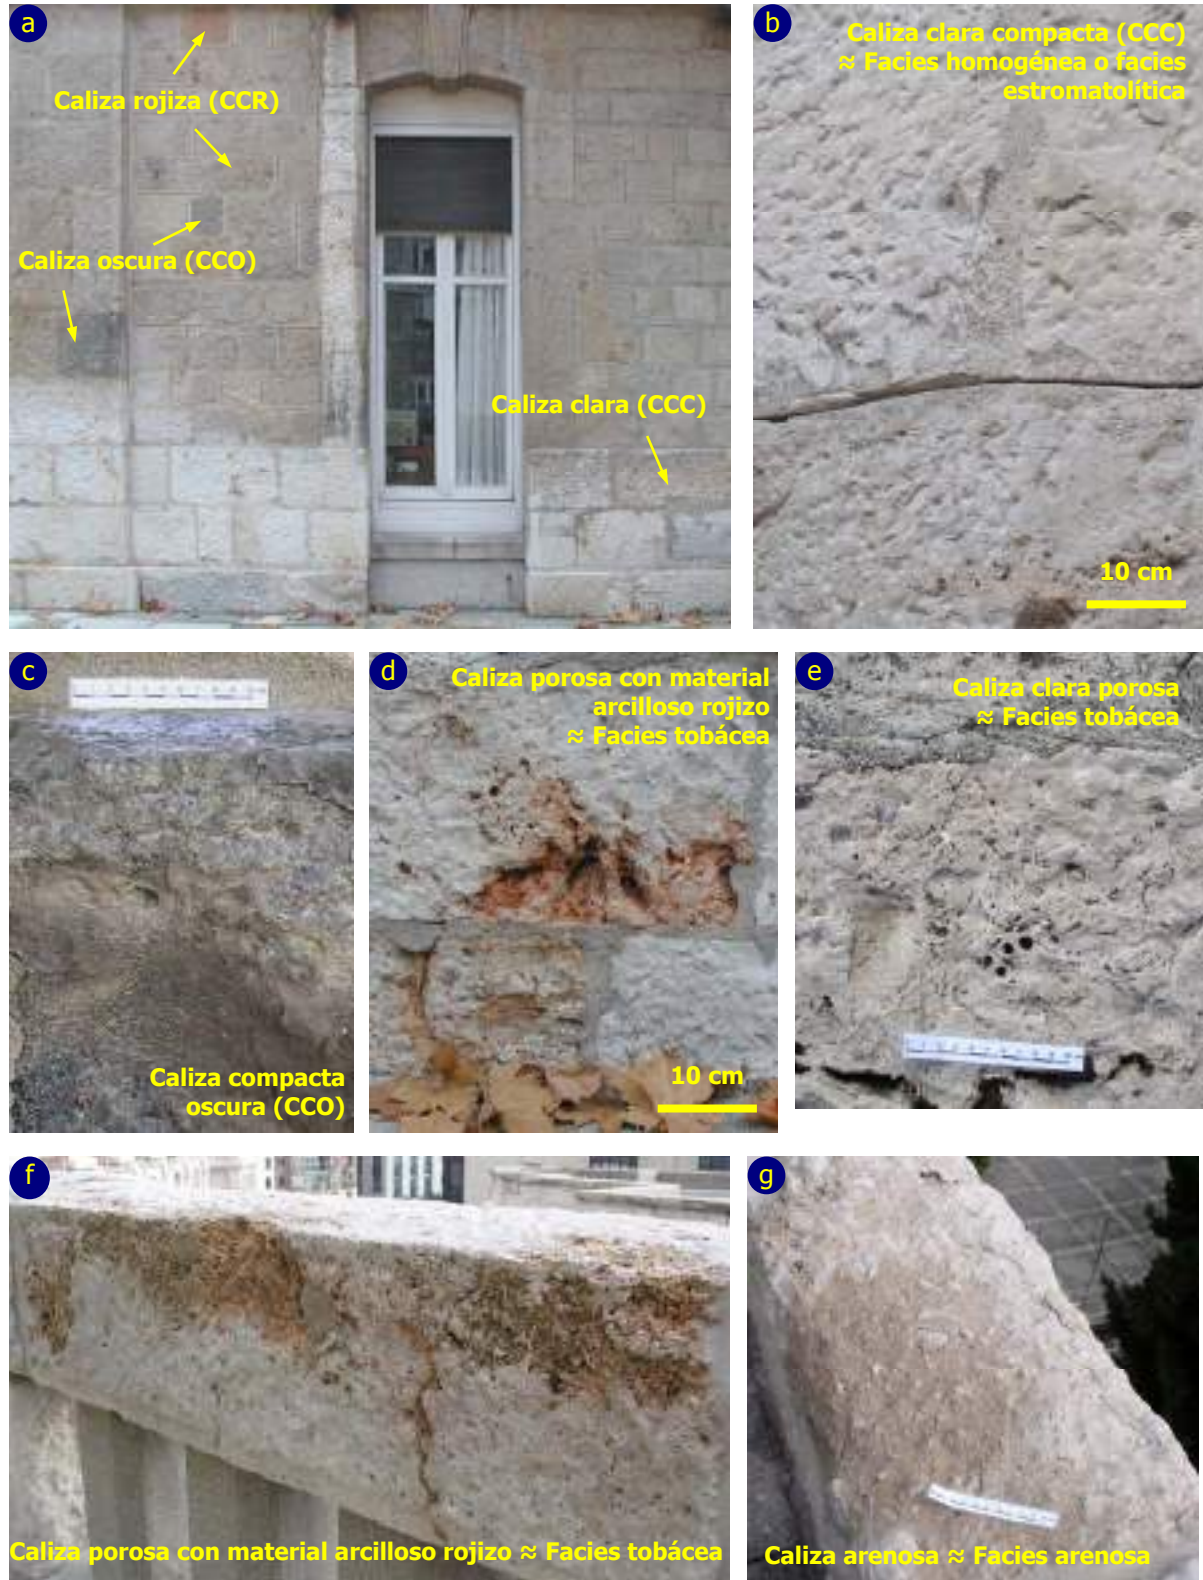 a
Caliza rojiza (CCR)
Caliza oscura (CCO)
Caliza clara (CCC)
b
Caliza clara compacta (CCC)
≈ Facies homogénea o facies
estromatolítica
10 cm
c
Caliza compacta
oscura (CCO)
d
Caliza porosa con material
arcilloso rojizo
≈ Facies tobácea
10 cm
e
Caliza clara porosa
≈ Facies tobácea
f
Caliza porosa con material arcilloso rojizo ≈ Facies tobácea
g
Caliza arenosa ≈ Facies arenosa